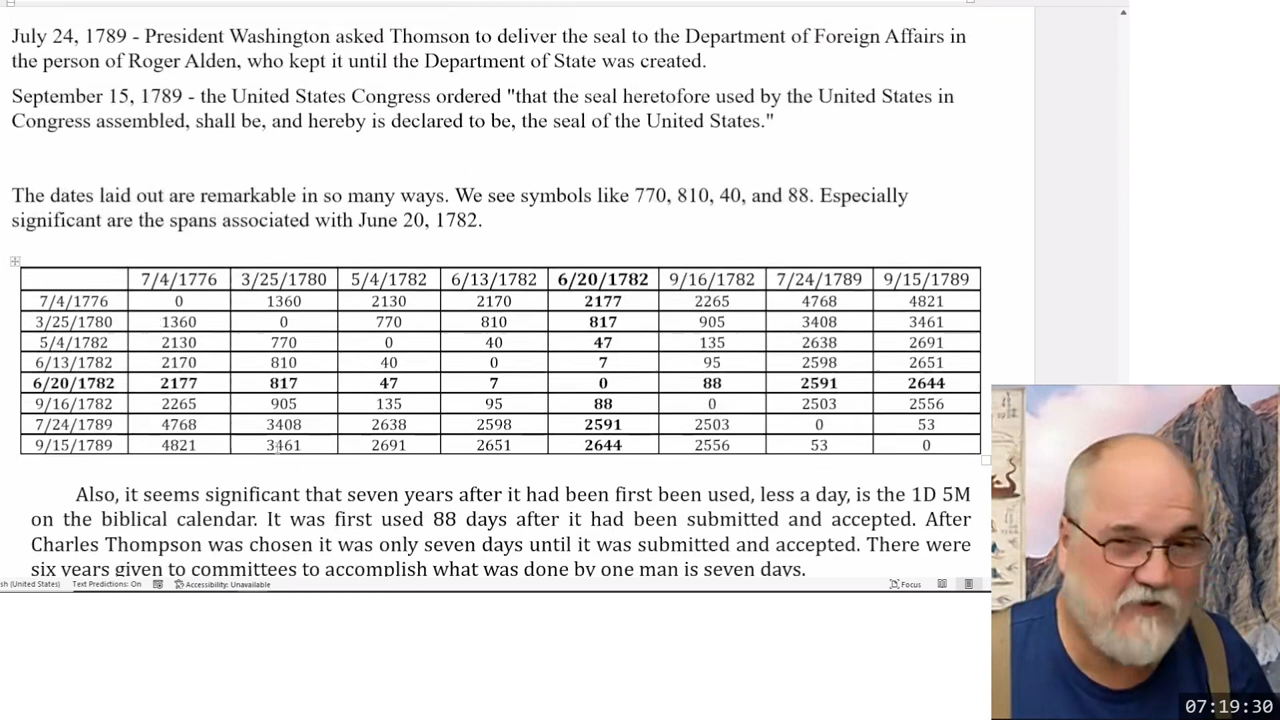 July 24, 1789 - President Washington asked Thomson to deliver the seal to the Department of Foreign Affairs in
the person of Roger Alden, who kept it until the Department of State was created.
September 15, 1789 - the United States Congress ordered "that the seal heretofore used by the United States in
Congress assembled, shall be, and hereby is declared to be, the seal of the United States."
The dates laid out are remarkable in so many ways. We see symbols like 770, 810, 40, and 88. Especially
significant are the spans associated with June 20, 1782.
7/4/1776 3/25/1780 5/4/1782 6/13/1782 6/20/1782 9/16/1782 7/24/1789 9/15/1789
7/4/1776 0 1360 2130 2170 2177 2265 4768 4821
3/25/1780 1360 0 770 810 817 905 3408 3461
5/4/1782 2130 770 0 40 47 135 2638 2691
6/13/1782 2170 810 40 0 7 95 2598 2651
6/20/1782 2177 817 47 7 0 88 2591 2644
9/16/1782 2265 905 135 95 88 0 2503 2556
7/24/1789 4768 3408 2638 2598 2591 2503 0 53
9/15/1789 4821 3461 2691 2651 2644 2556 53 0
Also, it seems significant that seven years after it had been first been used, less a day, is the 1D 5M
on the biblical calendar. It was first used 88 days after it had been submitted and accepted. After
Charles Thompson was chosen it was only seven days until it was submitted and accepted. There were
six years given to committees to accomplish what was done by one man is seven days.
sh (United States) Text Predictions: On Accessibility: Unavailable Focus
07:19:30